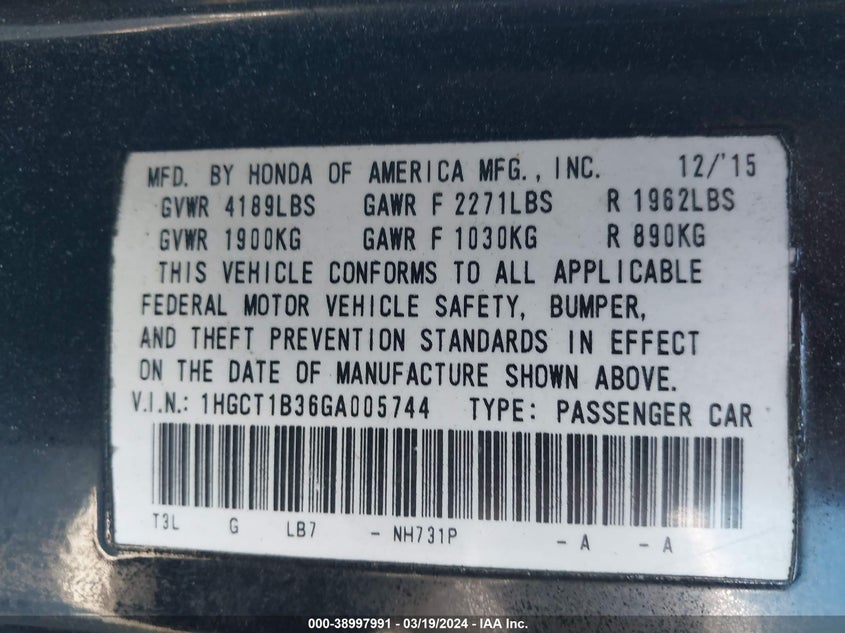 MFD. BY HONDA OF AMERICA MFG., INC. 12/'15
GVWR 4189LBS GAWR F 2271LBS R 1962LBS
GVWR 1900KG GAWR F 1030KG R 890KG
THIS VEHICLE CONFORMS TO ALL APPLICABLE
FEDERAL MOTOR VEHICLE SAFETY, BUMPER,
AND THEFT PREVENTION STANDARDS IN EFFECT
ON THE DATE OF MANUFACTURE SHOWN ABOVE.
V.I.N.: 1HGCT1B36GA005744 TYPE: PASSENGER CAR
T3L G LB7 - NH731P - A - A
000-38997991 / 03/19/2024 - IAA Inc.